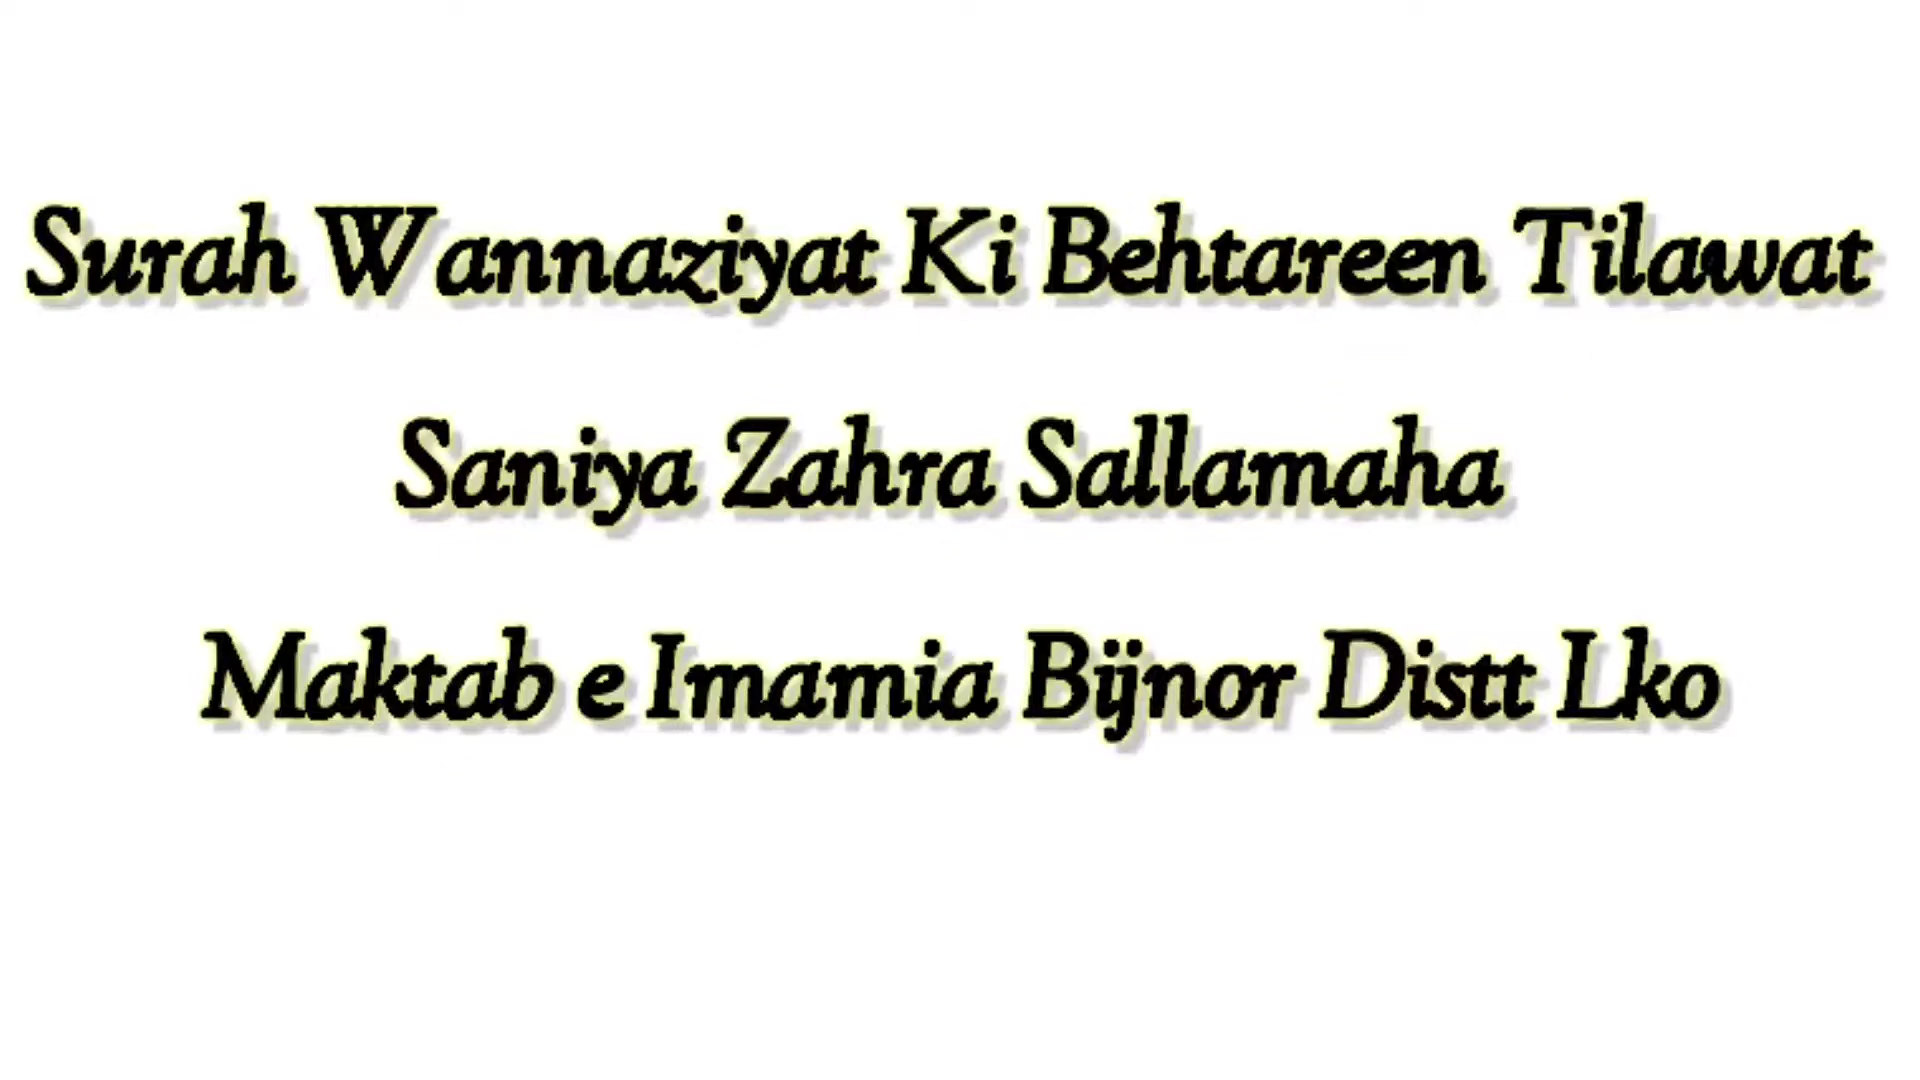 Surah Wannaziyat Ki Behtareen Tilawat
Saniya Zahra Sallamaha
Maktab e Imamia Bijnor Distt Lko